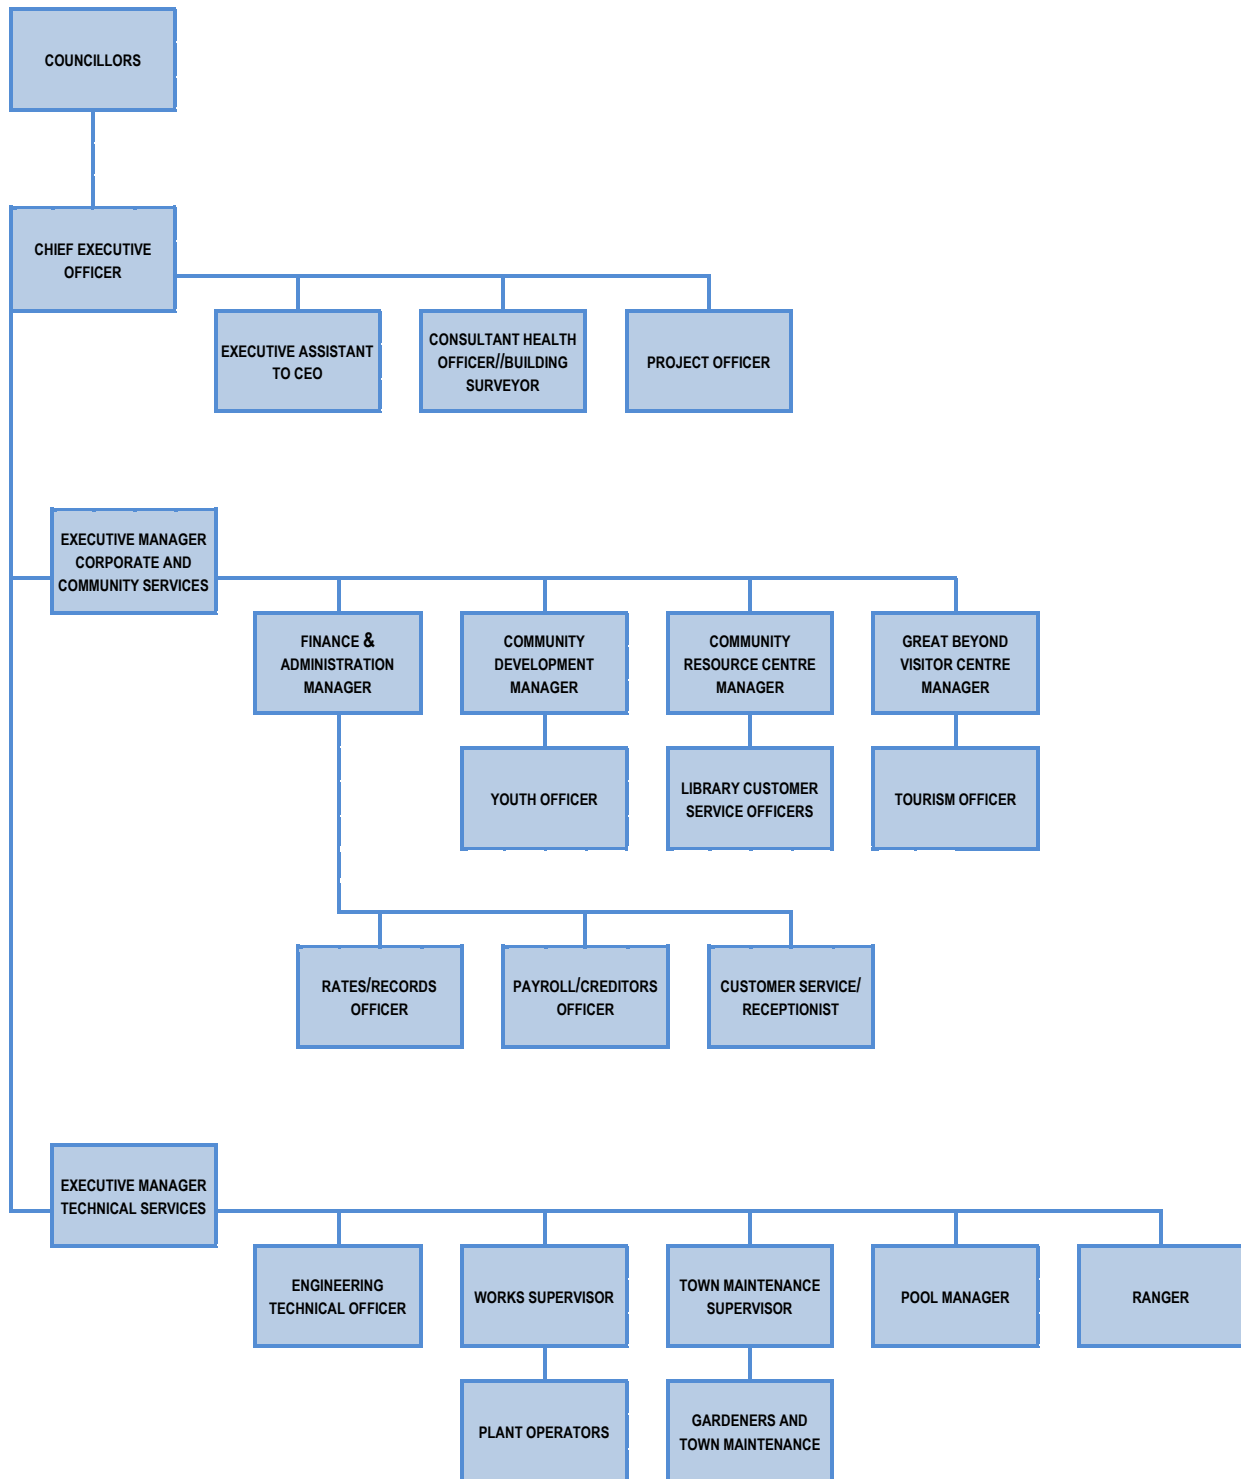 COUNCILLORS
CHIEF EXECUTIVE
OFFICER
EXECUTIVE ASSISTANT
TO CEO
CONSULTANT HEALTH
OFFICER//BUILDING
SURVEYOR
PROJECT OFFICER
EXECUTIVE MANAGER
CORPORATE AND
COMMUNITY SERVICES
FINANCE &
ADMINISTRATION
MANAGER
COMMUNITY
DEVELOPMENT
MANAGER
COMMUNITY
RESOURCE CENTRE
MANAGER
GREAT BEYOND
VISITOR CENTRE
MANAGER
YOUTH OFFICER
LIBRARY CUSTOMER
SERVICE OFFICERS
TOURISM OFFICER
RATES/RECORDS
OFFICER
PAYROLL/CREDITORS
OFFICER
CUSTOMER SERVICE/
RECEPTIONIST
EXECUTIVE MANAGER
TECHNICAL SERVICES
ENGINEERING
TECHNICAL OFFICER
WORKS SUPERVISOR
TOWN MAINTENANCE
SUPERVISOR
POOL MANAGER
RANGER
PLANT OPERATORS
GARDENERS AND
TOWN MAINTENANCE